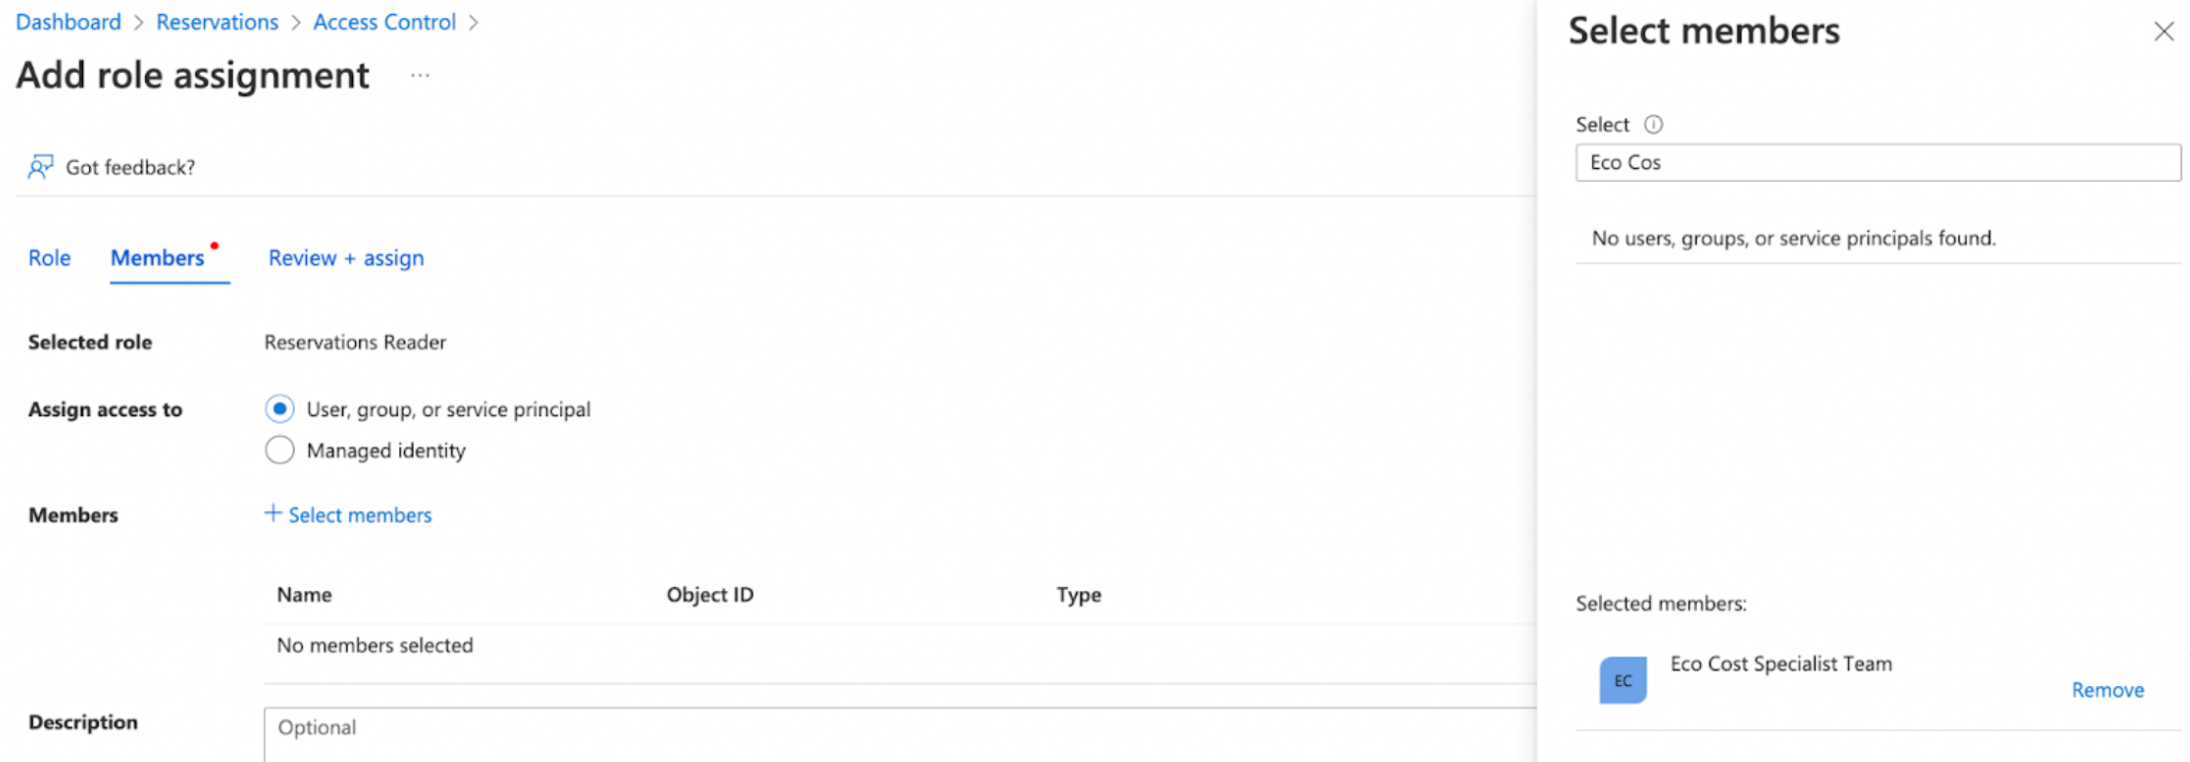 Dashboard > Reservations > Access Control >
Add role assignment ...
Got feedback?
Role Members Review + assign
Selected role Reservations Reader
Assign access to User, group, or service principal
Managed identity
Members + Select members
Name Object ID Type
No members selected
Description Optional
Select members
Select
Eco Cos
No users, groups, or service principals found.
Selected members:
EC Eco Cost Specialist Team
Remove